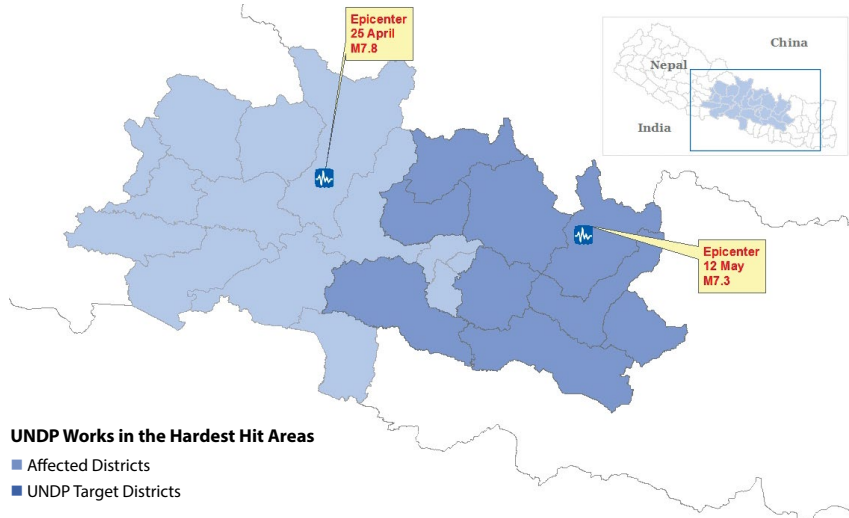 Epicenter
25 April
M7.8
China
Nepal
India
Epicenter
12 May
M7.3
UNDP Works in the Hardest Hit Areas
Affected Districts
UNDP Target Districts